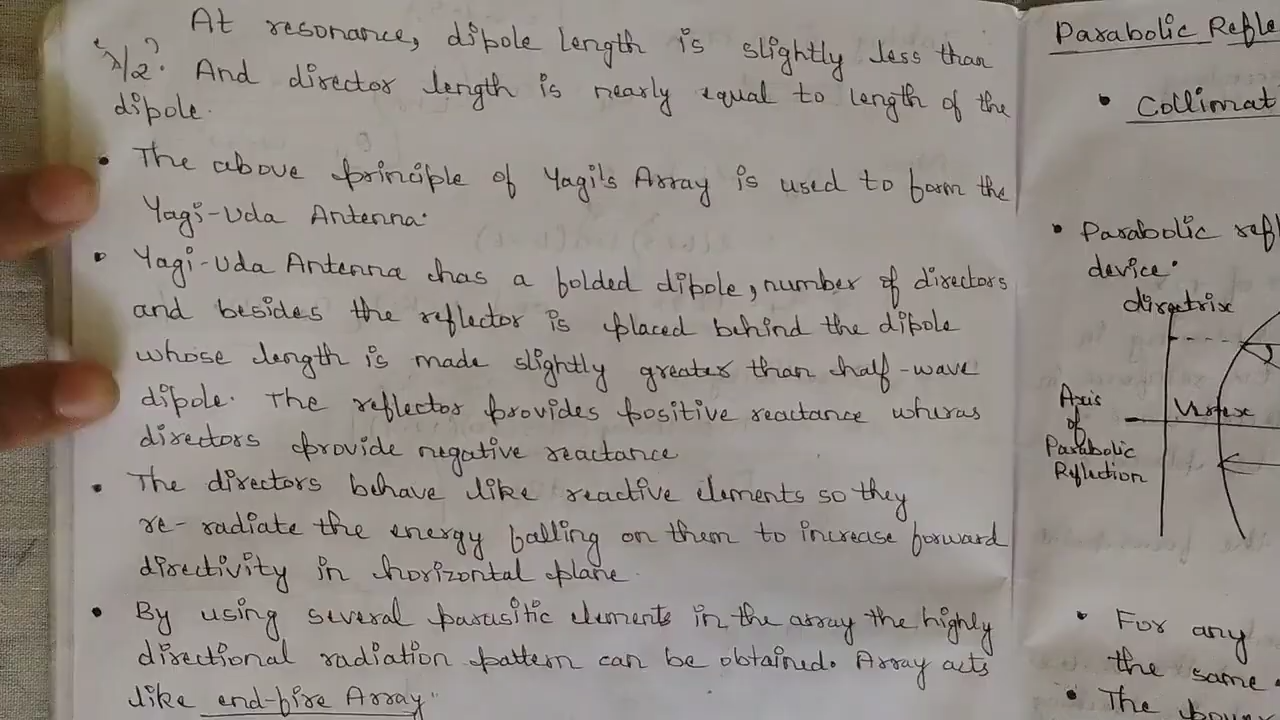 At resonance, dipole length is slightly less than
'λ/2'. And director length is nearly equal to length of the
dipole.
• The above principle of Yagi's Array is used to form the
Yagi-Uda Antenna.
• Yagi-Uda Antenna has a folded dipole, number of directors
and besides the reflector is placed behind the dipole
whose length is made slightly greater than half-wave
dipole. The reflector provides positive reactance wheras
directors provide negative reactance
• The directors behave like reactive elements so they
re-radiate the energy falling on them to increase forward
directivity in horizontal plane.
• By using several parasitic elements in the array the highly
directional radiation pattern can be obtained. Array acts
like end-fire Array"
Parabolic Refle
• Collimat
• Parabolic refl
device.
directrix
Axis
of
Parabolic
Reflection
Vertex
• For any
the same
• The